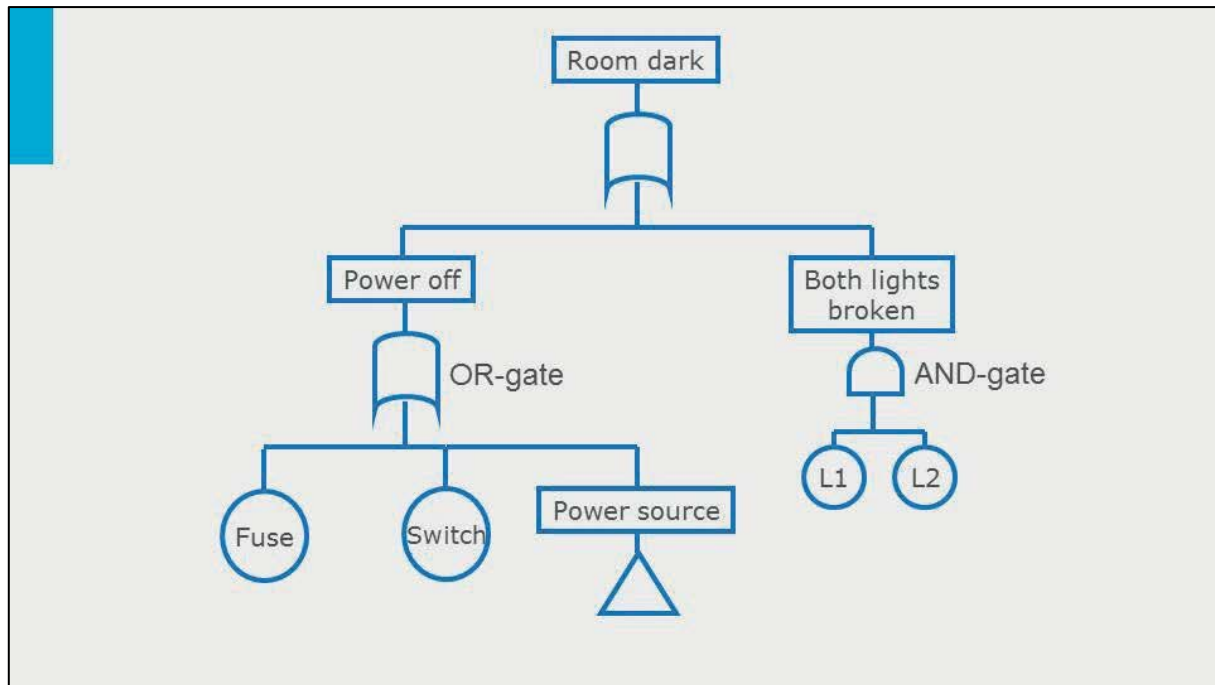 Room dark
Power off
Both lights
broken
OR-gate
AND-gate
L1
L2
Fuse
Switch
Power source